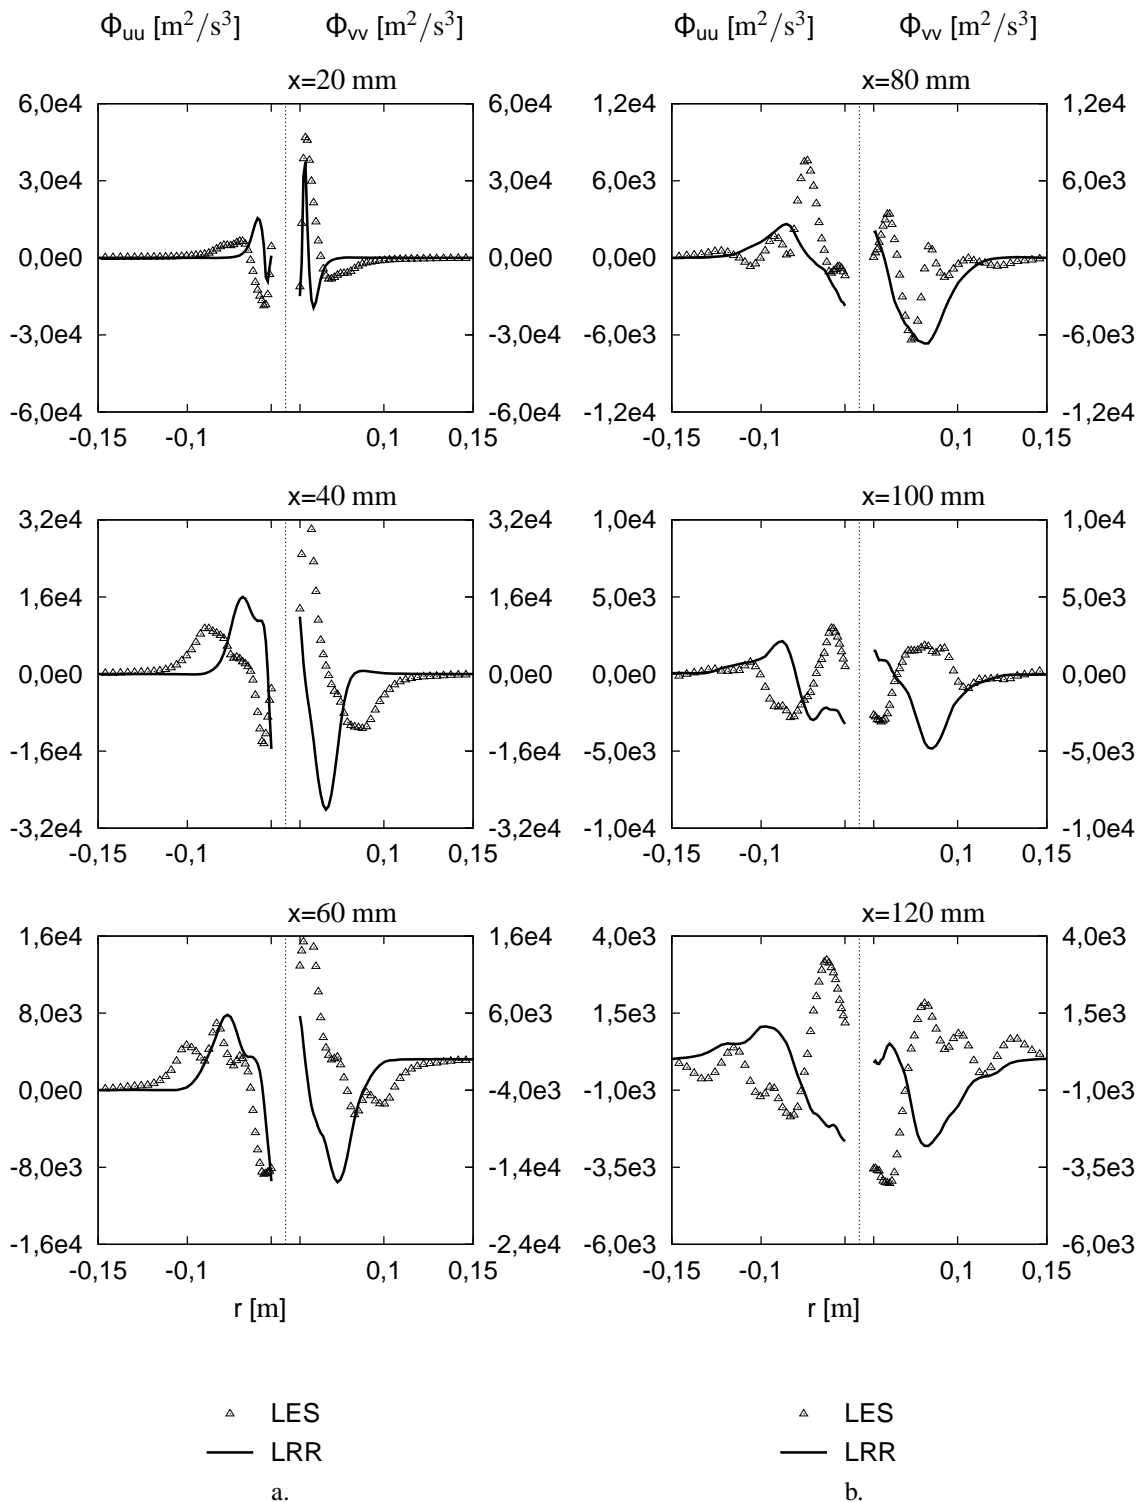 Φuu [m²/s³] Φvv [m²/s³] Φuu [m²/s³] Φvv [m²/s³]
x=20 mm x=80 mm
6,0e4 6,0e4 1,2e4 1,2e4
3,0e4 3,0e4 6,0e3 6,0e3
0,0e0 0,0e0 0,0e0 0,0e0
-3,0e4 -3,0e4 -6,0e3 -6,0e3
-6,0e4 -6,0e4 -1,2e4 -1,2e4
-0,15 -0,1 0,1 0,15 -0,15 -0,1 0,1 0,15
x=40 mm x=100 mm
3,2e4 3,2e4 1,0e4 1,0e4
1,6e4 1,6e4 5,0e3 5,0e3
0,0e0 0,0e0 0,0e0 0,0e0
-1,6e4 -1,6e4 -5,0e3 -5,0e3
-3,2e4 -3,2e4 -1,0e4 -1,0e4
-0,15 -0,1 0,1 0,15 -0,15 -0,1 0,1 0,15
x=60 mm x=120 mm
1,6e4 1,6e4 4,0e3 4,0e3
8,0e3 6,0e3 1,5e3 1,5e3
0,0e0 -4,0e3 -1,0e3 -1,0e3
-8,0e3 -1,4e4 -3,5e3 -3,5e3
-1,6e4 -2,4e4 -6,0e3 -6,0e3
-0,15 -0,1 0,1 0,15 -0,15 -0,1 0,1 0,15
r [m] r [m]
LES LES
LRR LRR
a. b.